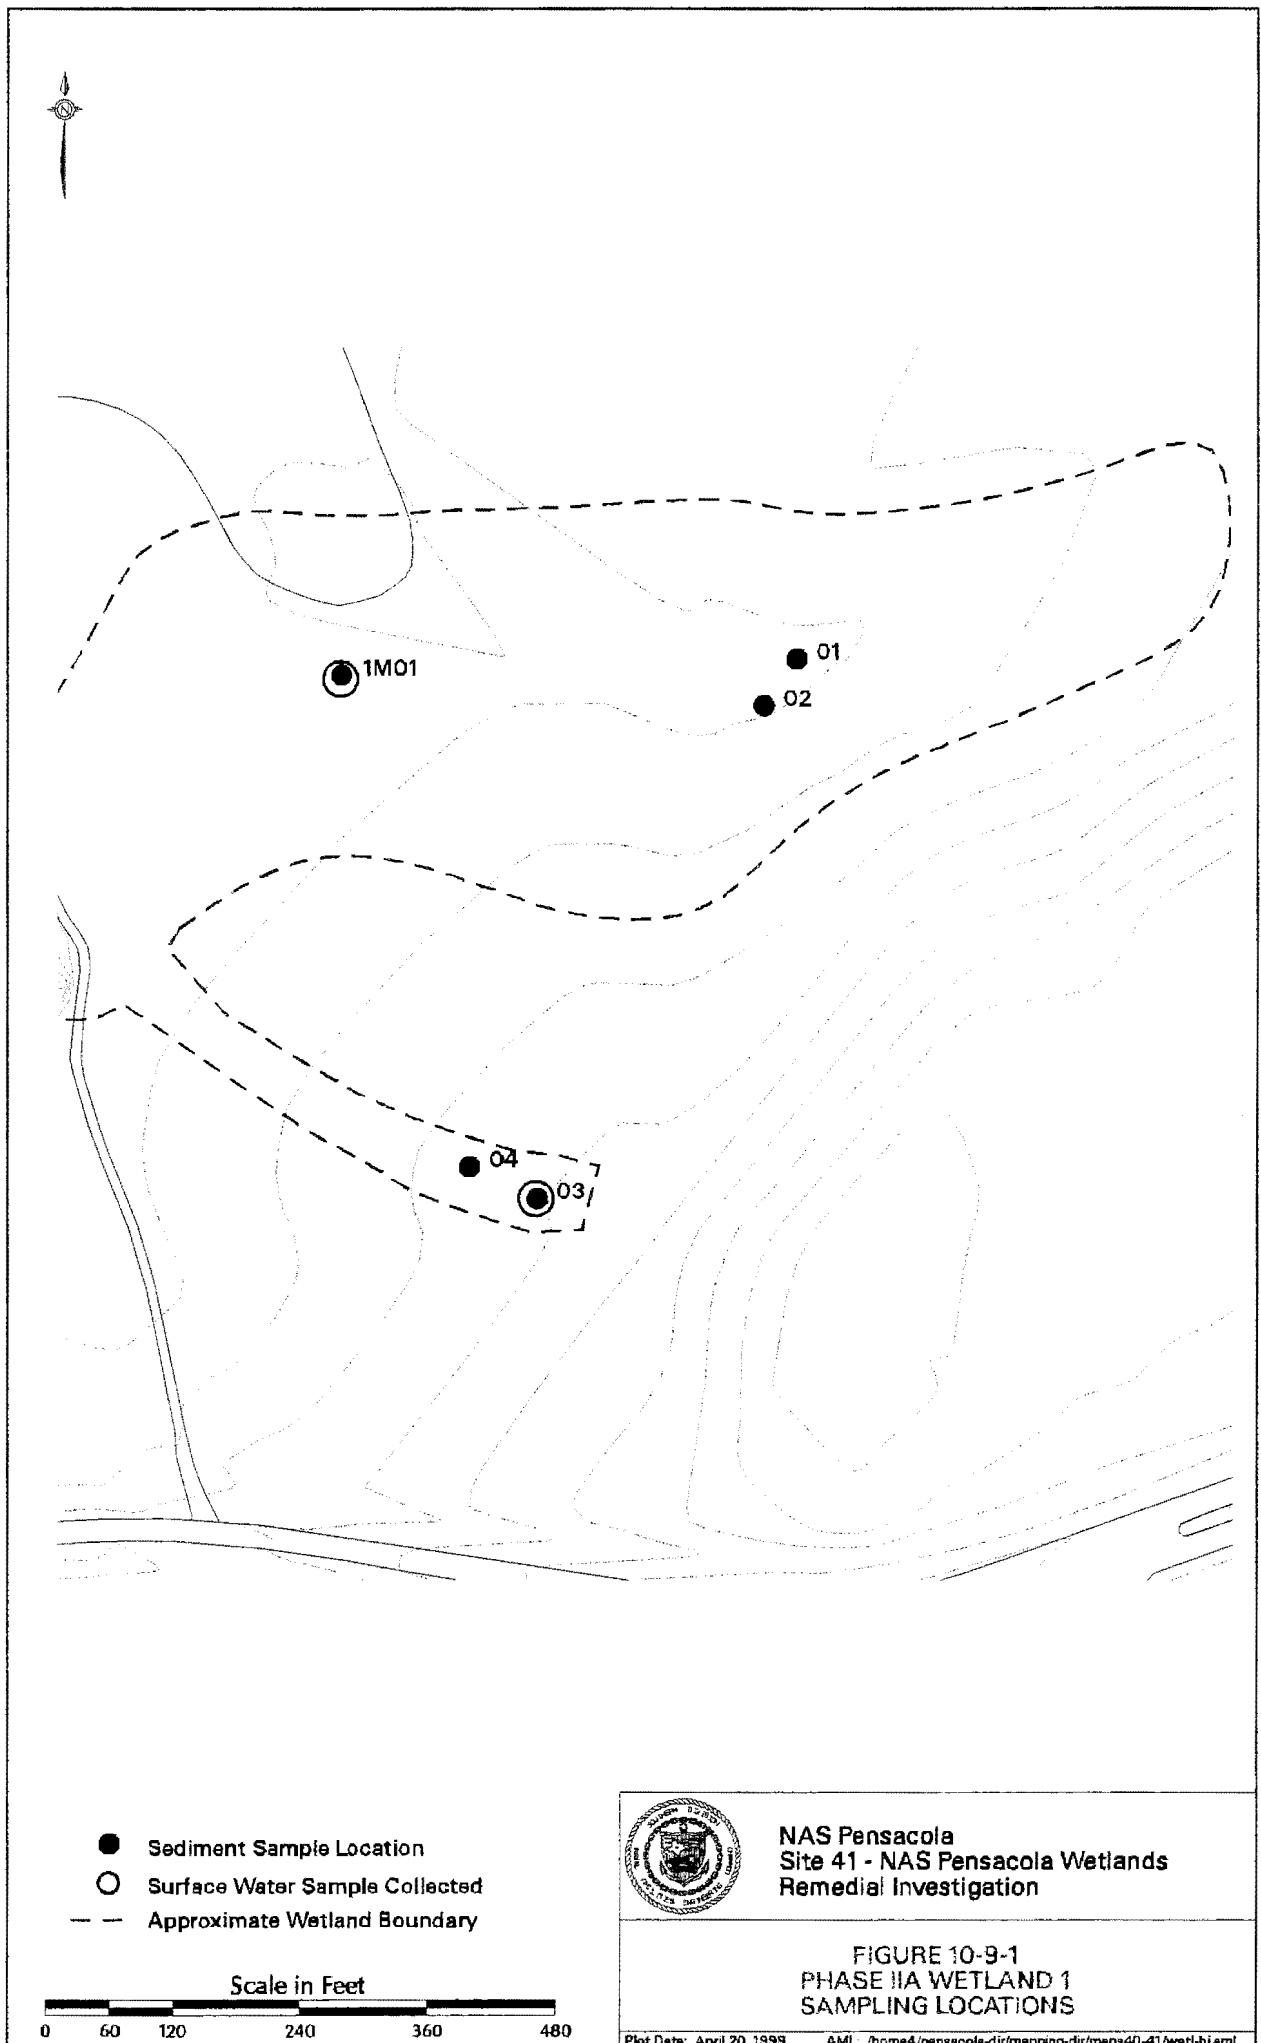 N
01
1M01
02
04
03
Sediment Sample Location
Surface Water Sample Collected
Approximate Wetland Boundary
Scale in Feet
0 60 120 240 360 480
NAS Pensacola
Site 41 - NAS Pensacola Wetlands
Remedial Investigation
FIGURE 10-9-1
PHASE IIA WETLAND 1
SAMPLING LOCATIONS
Plot Date: April 20, 1999 AML: